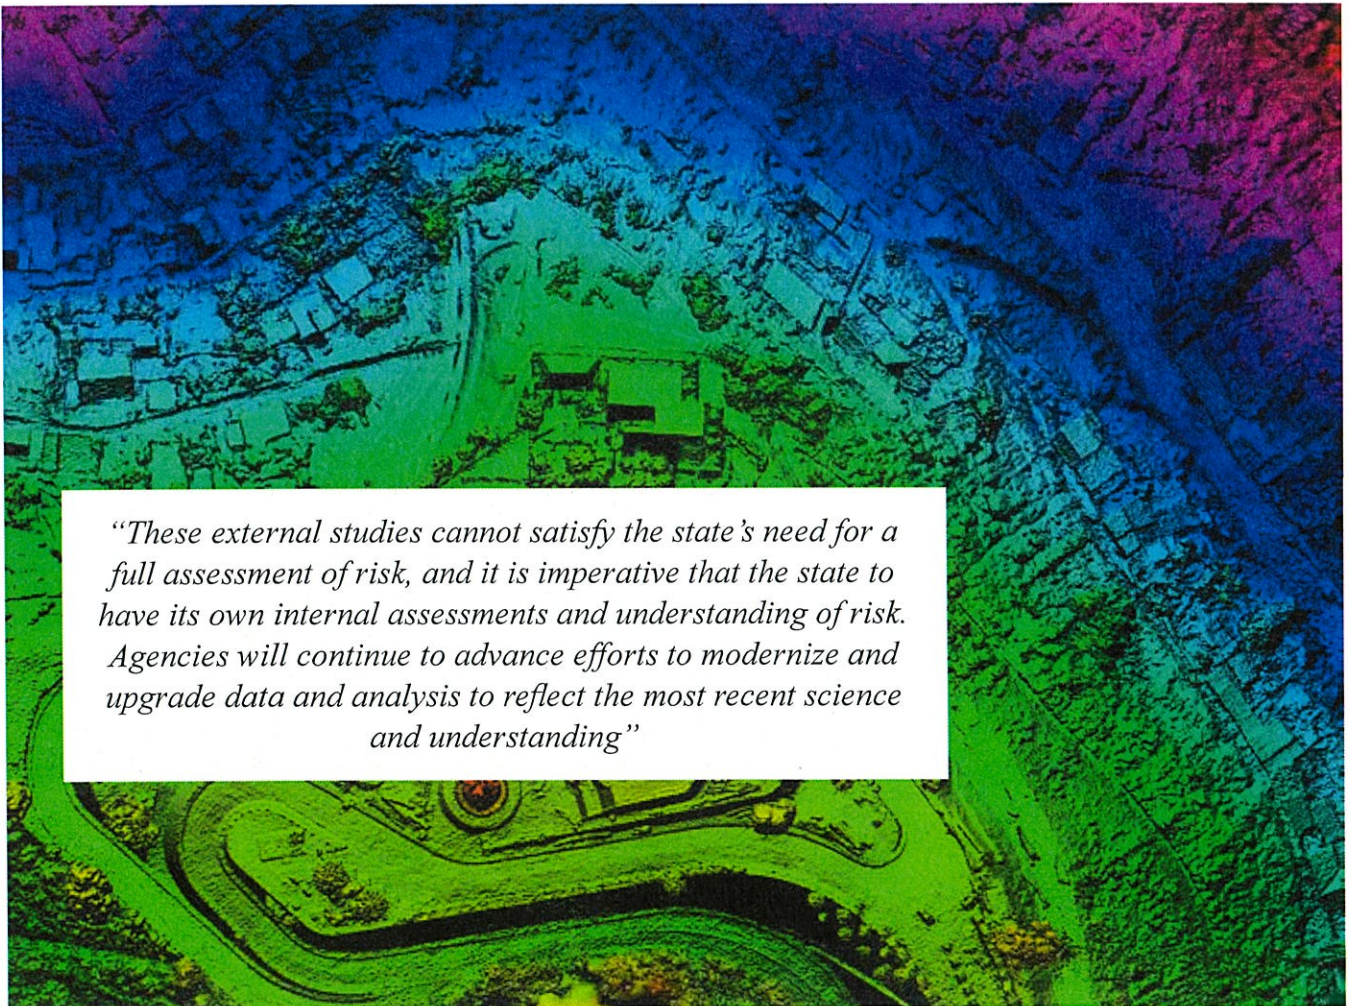 “These external studies cannot satisfy the state’s need for a
full assessment of risk, and it is imperative that the state to
have its own internal assessments and understanding of risk.
Agencies will continue to advance efforts to modernize and
upgrade data and analysis to reflect the most recent science
and understanding”